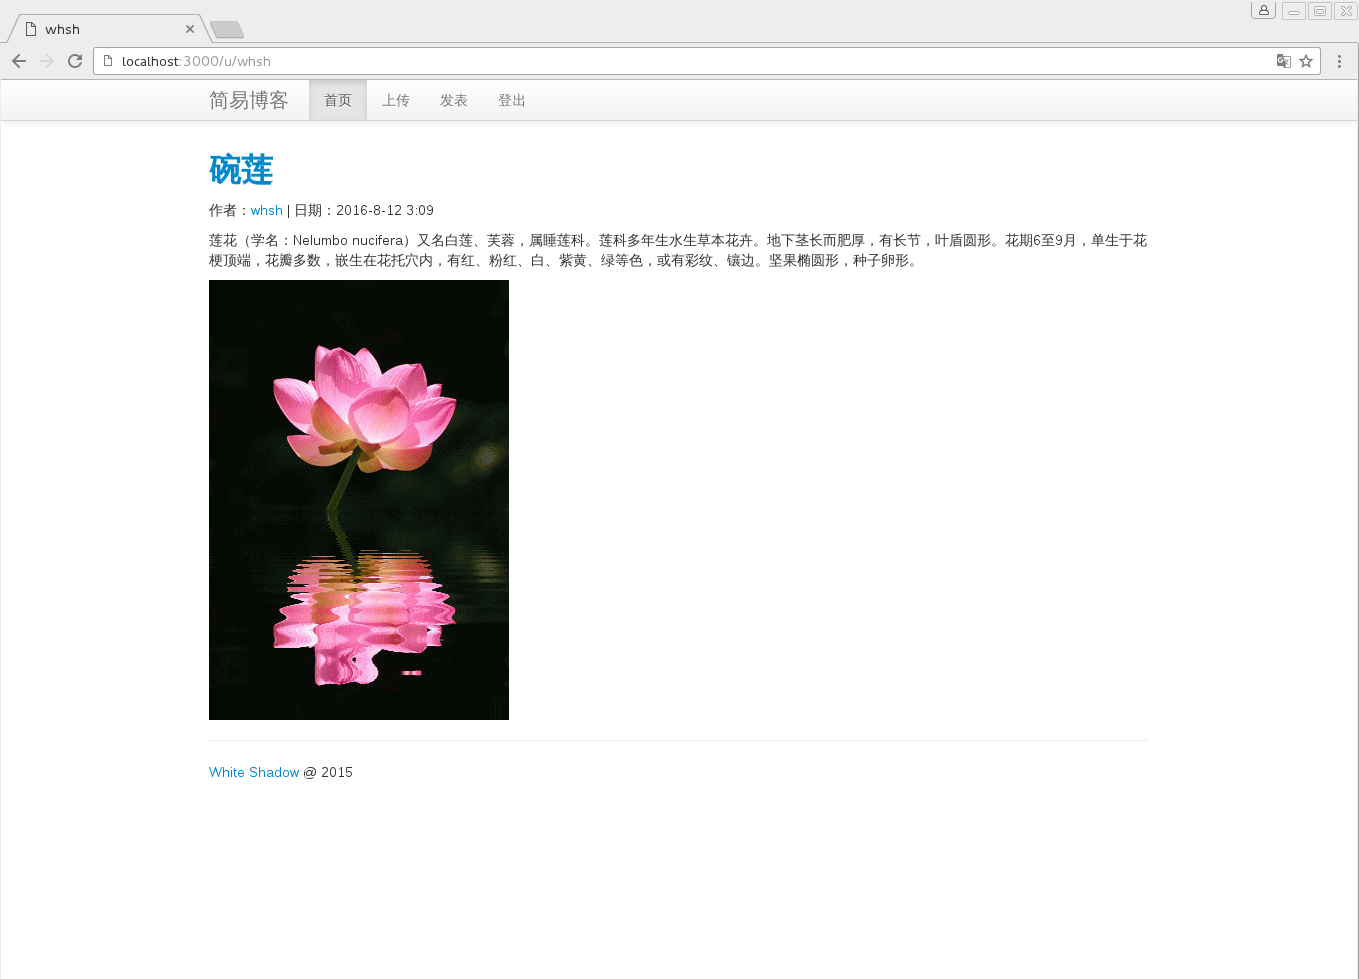 whsh
localhost:3000/u/whsh
简易博客 首页 上传 发表 登出
碗莲
作者：whsh | 日期：2016-8-12 3:09
莲花（学名：Nelumbo nucifera）又名白莲、芙蓉，属睡莲科。莲科多年生水生草本花卉。地下茎长而肥厚，有长节，叶盾圆形。花期6至9月，单生于花
梗顶端，花瓣多数，嵌生在花托穴内，有红、粉红、白、紫黄、绿等色，或有彩纹、镶边。坚果椭圆形，种子卵形。
White Shadow @ 2015